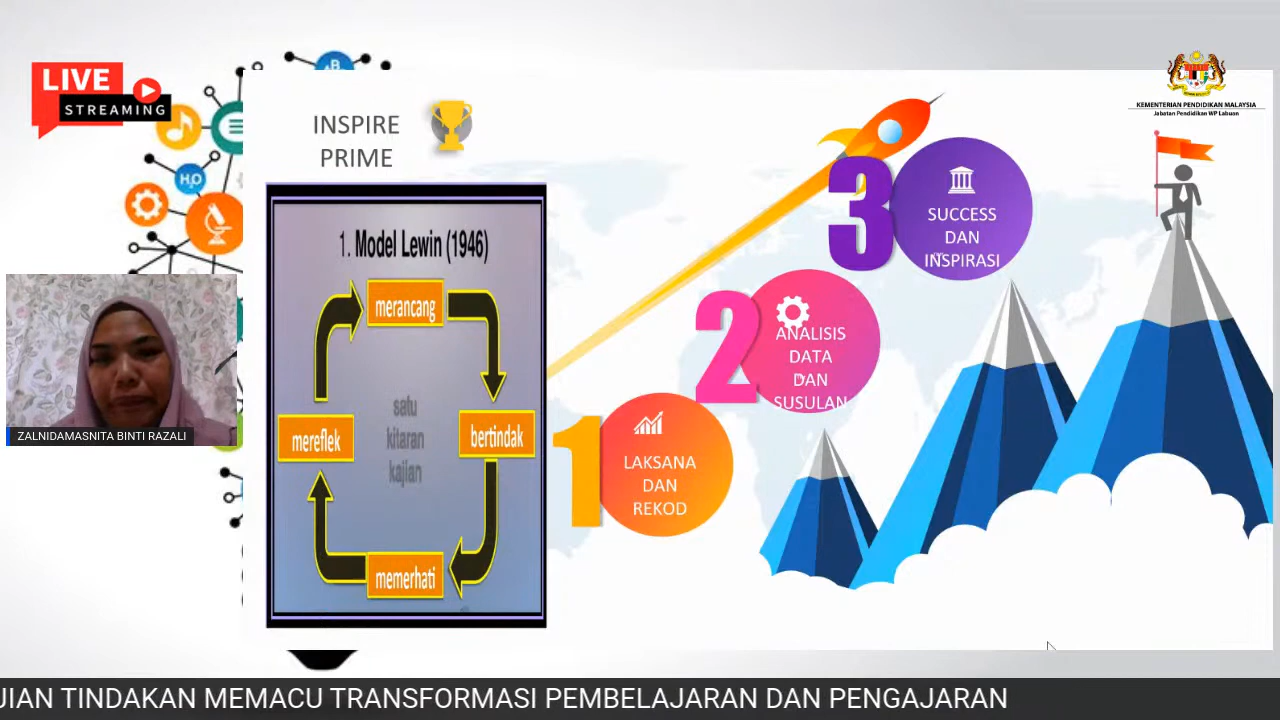 LIVE
STREAMING
B
H₂O
KEMENTERIAN PENDIDIKAN MALAYSIA
Jabatan Pendidikan WP Labuan
INSPIRE
PRIME
1. Model Lewin (1946)
merancang
bertindak
memerhati
mereflek
satu
kitaran
kajian
3
SUCCESS
DAN
INSPIRASI
2
ANALISIS
DATA
DAN
SUSULAN
1
LAKSANA
DAN
REKOD
ZALNIDAMASNITA BINTI RAZALI
JIAN TINDAKAN MEMACU TRANSFORMASI PEMBELAJARAN DAN PENGAJARAN